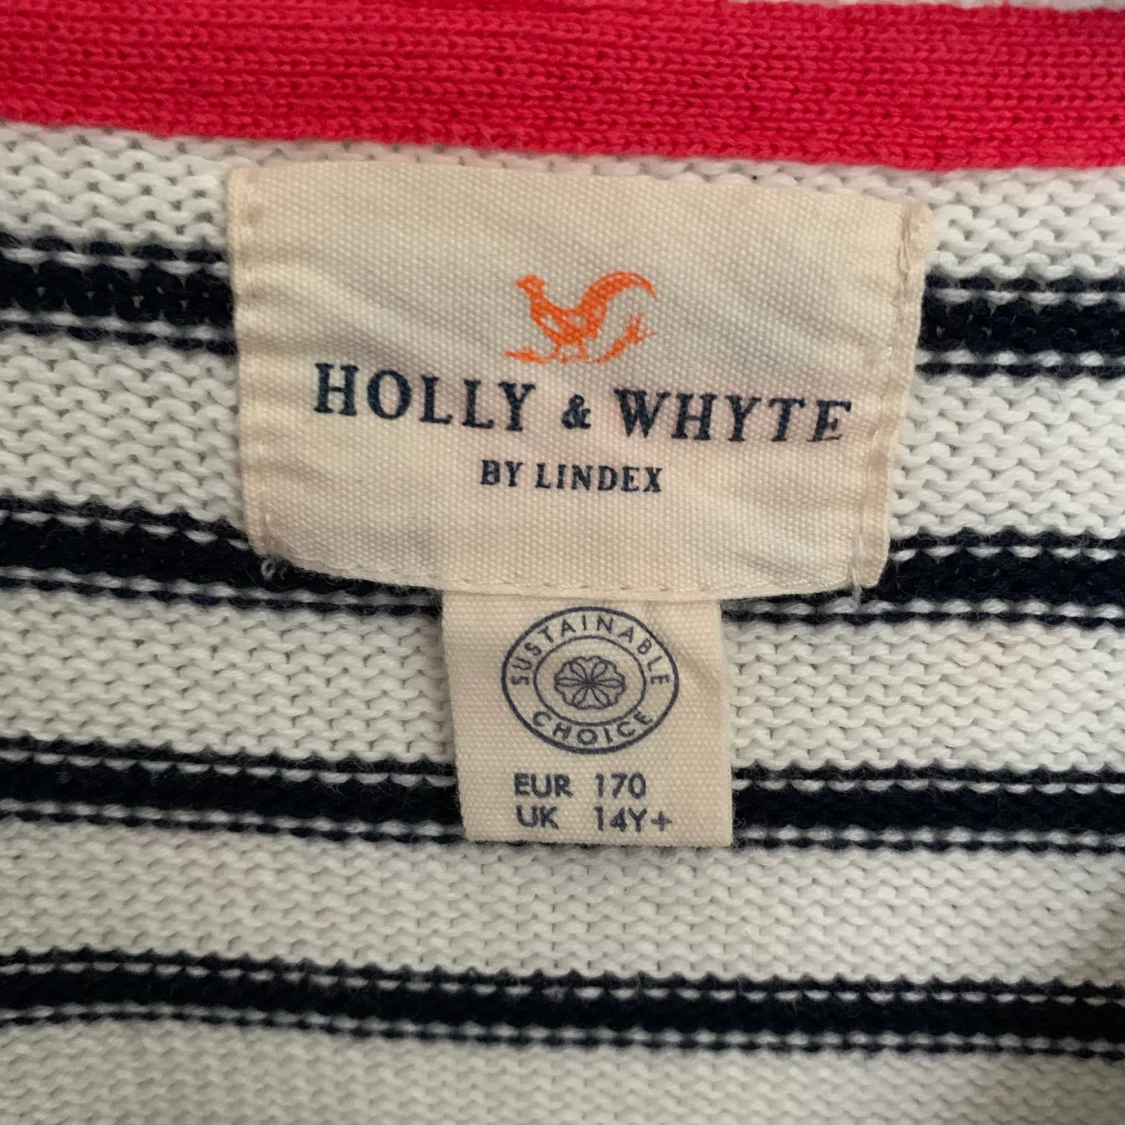 HOLLY & WHYTE
BY LINDEX
SUSTAINABLE
CHOICE
EUR 170
UK 14Y+